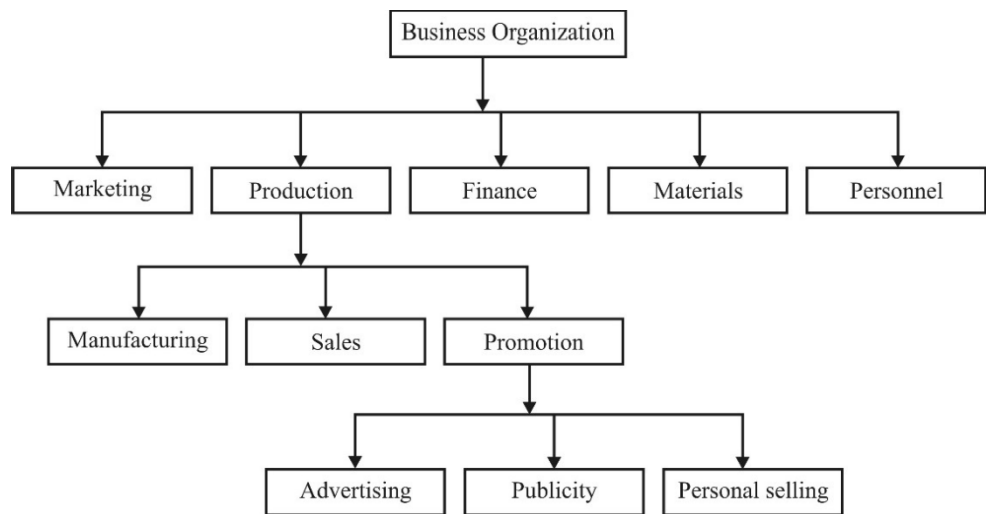 Business Organization
Marketing
Production
Finance
Materials
Personnel
Manufacturing
Sales
Promotion
Advertising
Publicity
Personal selling